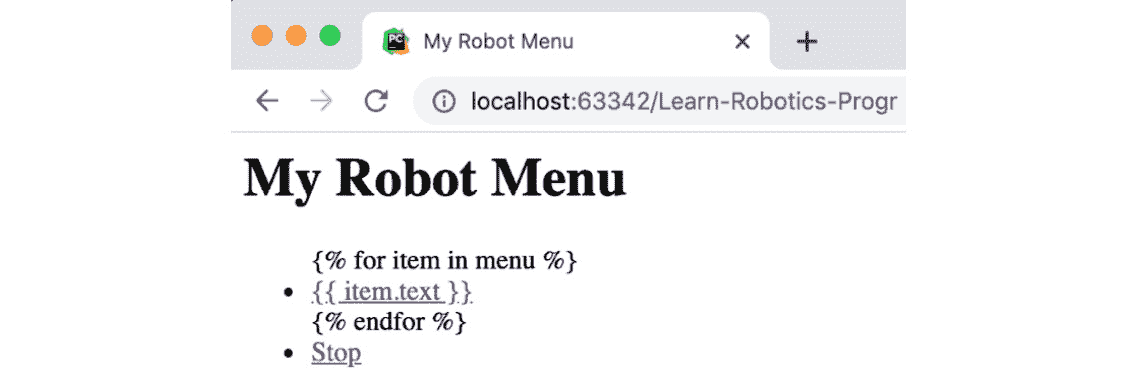 PC
My Robot Menu
localhost:63342/Learn-Robotics-Progr
My Robot Menu
{% for item in menu %}
{{ item.text }}
{% endfor %}
Stop